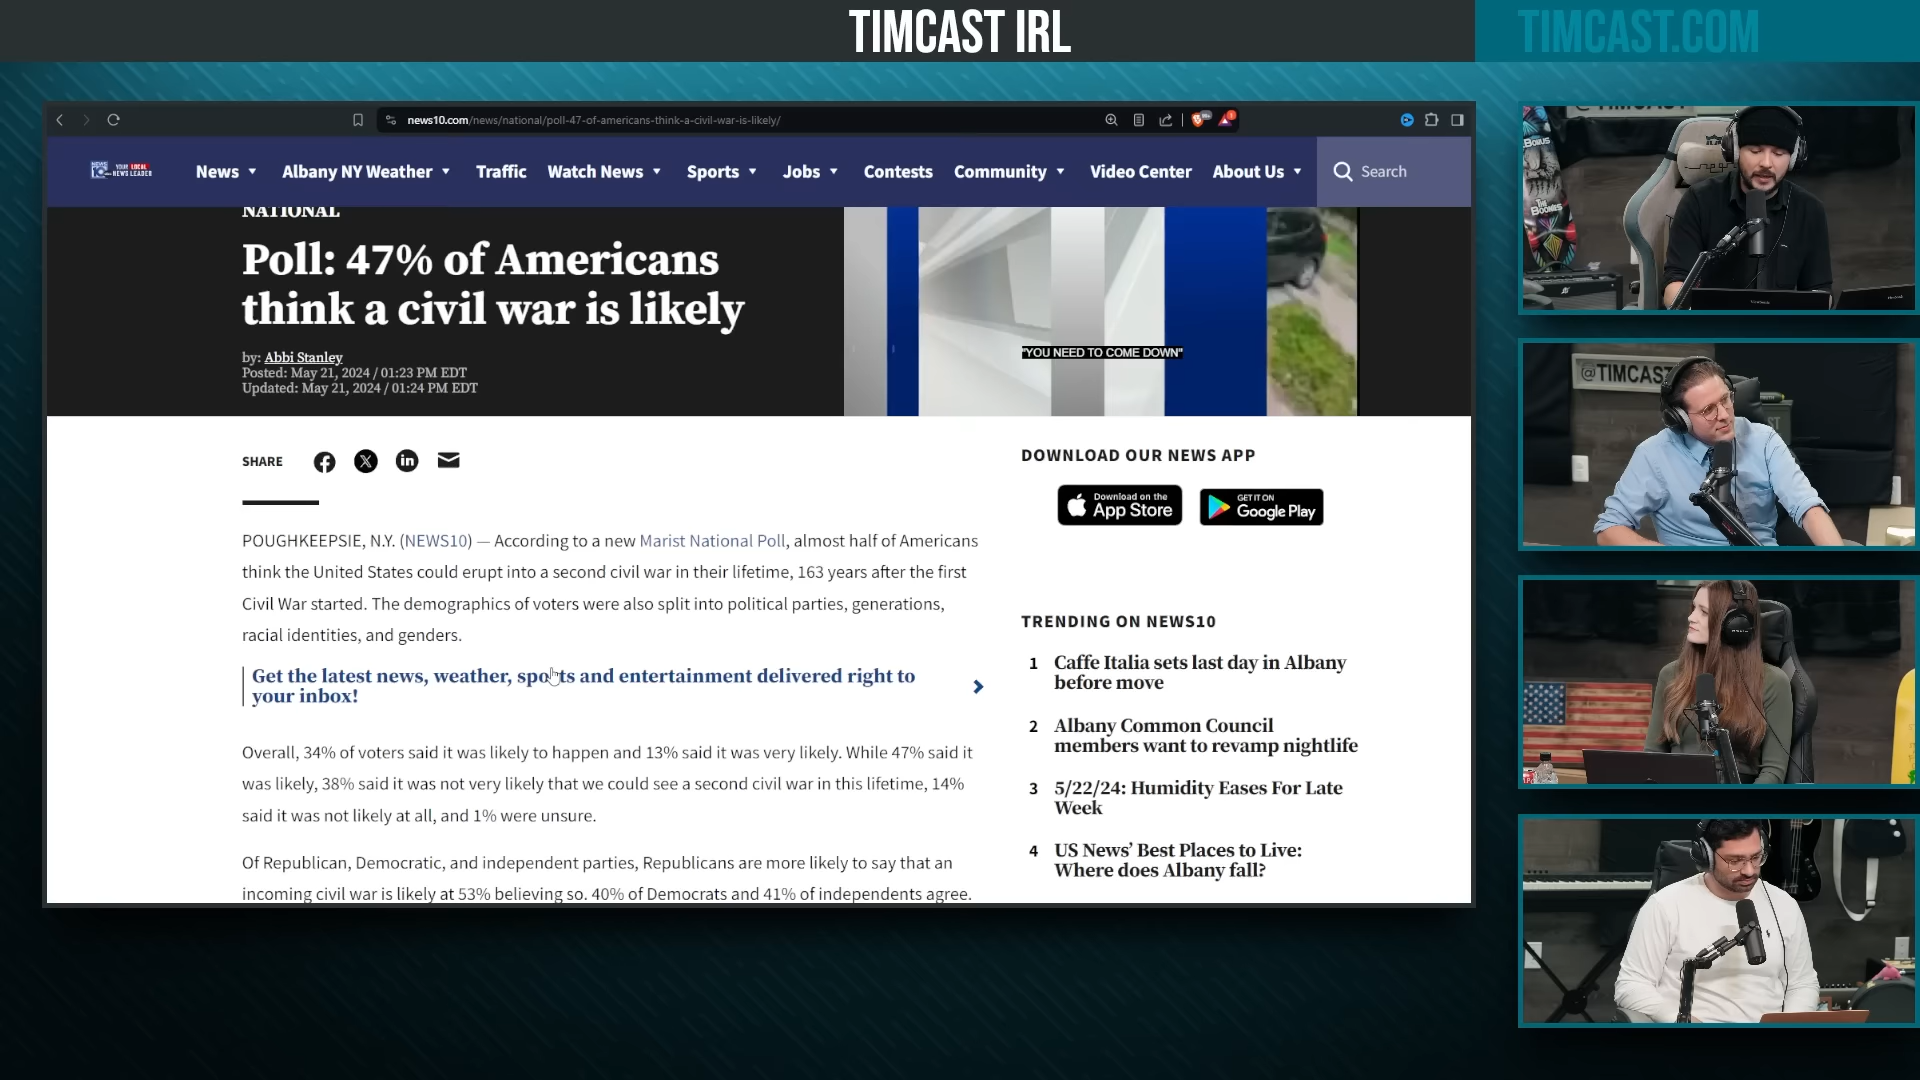 TIMCAST IRL
TIMCAST.COM
news10.com/news/national/poll-47-of-americans-think-a-civil-war-is-likely/
NEWS 10
YOUR LOCAL
NEWS LEADER
News
Albany NY Weather
Traffic
Watch News
Sports
Jobs
Contests
Community
Video Center
About Us
Search
NATIONAL
Poll: 47% of Americans
think a civil war is likely
by: Abbi Stanley
Posted: May 21, 2024 / 01:23 PM EDT
Updated: May 21, 2024 / 01:24 PM EDT
"YOU NEED TO COME DOWN"
SHARE
POUGHKEEPSIE, N.Y. (NEWS10) — According to a new Marist National Poll, almost half of Americans
think the United States could erupt into a second civil war in their lifetime, 163 years after the first
Civil War started. The demographics of voters were also split into political parties, generations,
racial identities, and genders.
Get the latest news, weather, sports and entertainment delivered right to
your inbox!
Overall, 34% of voters said it was likely to happen and 13% said it was very likely. While 47% said it
was likely, 38% said it was not very likely that we could see a second civil war in this lifetime, 14%
said it was not likely at all, and 1% were unsure.
Of Republican, Democratic, and independent parties, Republicans are more likely to say that an
incoming civil war is likely at 53% believing so. 40% of Democrats and 41% of independents agree.
DOWNLOAD OUR NEWS APP
Download on the
App Store
GET IT ON
Google Play
TRENDING ON NEWS10
1 Caffe Italia sets last day in Albany
before move
2 Albany Common Council
members want to revamp nightlife
3 5/22/24: Humidity Eases For Late
Week
4 US News' Best Places to Live:
Where does Albany fall?
@TIMCAST